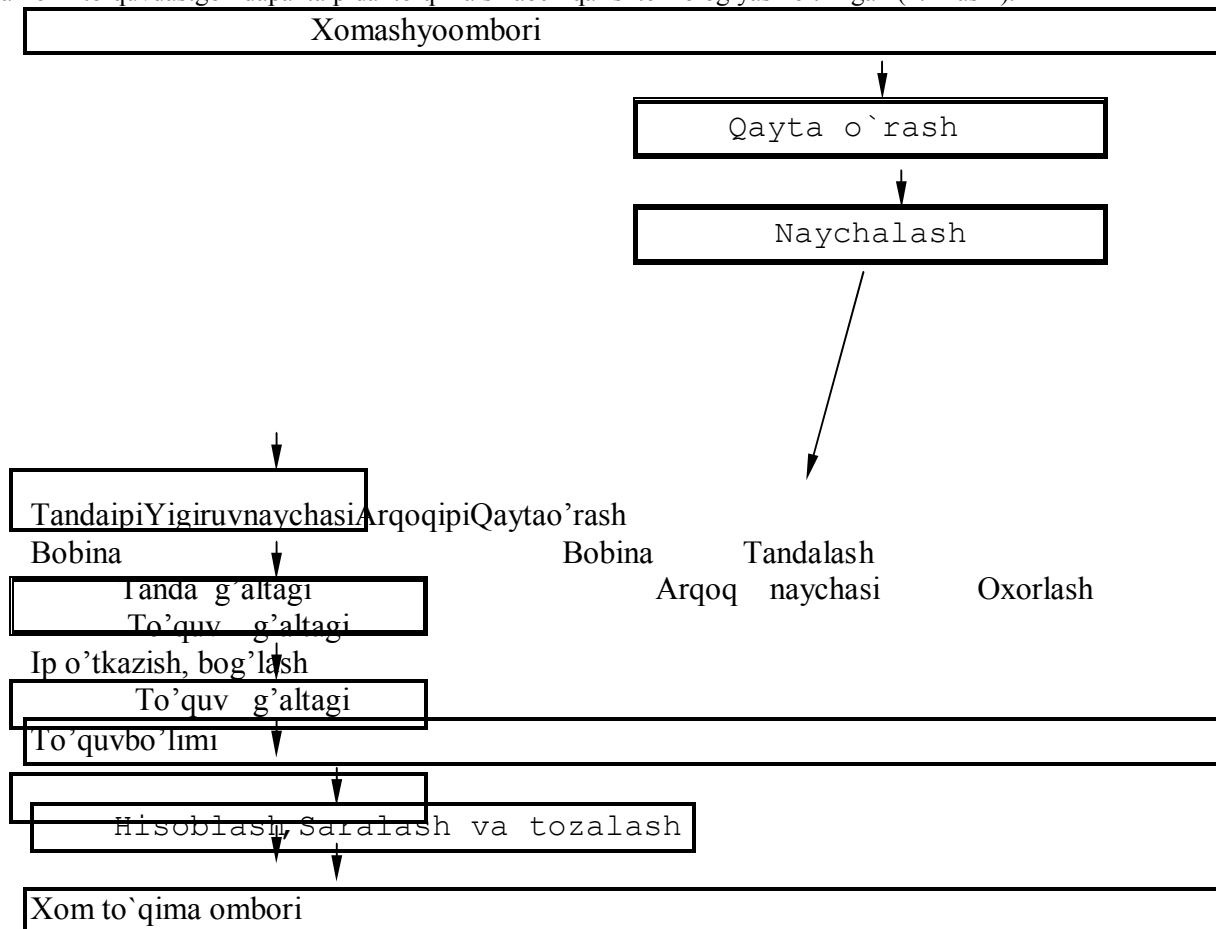 Xomashyoombori
Qayta o`rash
Naychalash
TandaipiYigiruvnaychasiArqoqipiQaytao’rash
Bobina Bobina Tandalash
Tanda g’altagi Arqoq naychasi Oxorlash
To’quv g’altagi
Ip o’tkazish, bog’lash
To’quv g’altagi
To’quvbo’limi
Hisoblash,Saralash va tozalash
Xom to`qima ombori